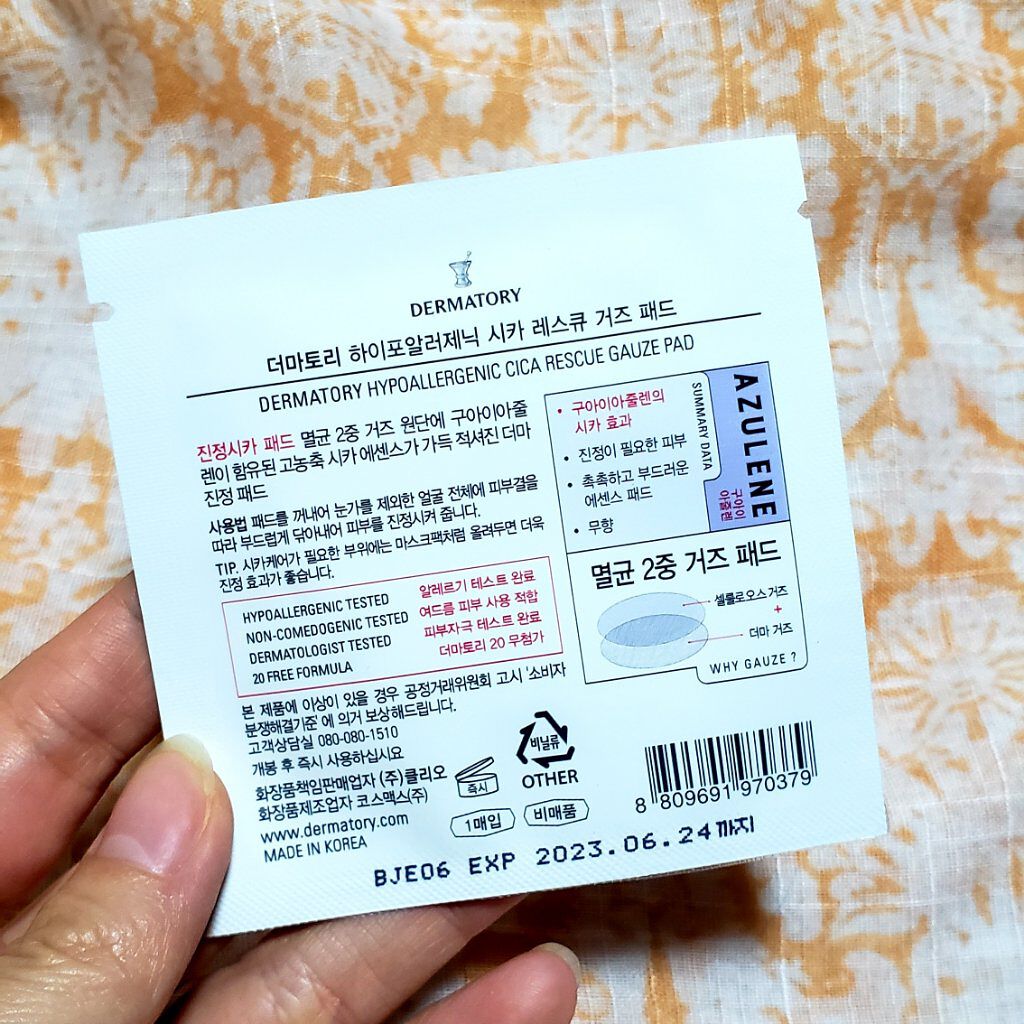 DERMATORY
더마토리 하이포알러제닉 시카 레스큐 거즈 패드
DERMATORY HYPOALLERGENIC CICA RESCUE GAUZE PAD
진정시카 패드 멸균 2중 거즈 원단에 구아이아줄
렌이 함유된 고농축 시카 에센스가 가득 적셔진 더마
진정 패드
사용법 패드를 꺼내어 눈가를 제외한 얼굴 전체에 피부결을
따라 부드럽게 닦아내어 피부를 진정시켜 줍니다.
TIP. 시카케어가 필요한 부위에는 마스크팩처럼 올려두면 더욱
진정 효과가 좋습니다.
HYPOALLERGENIC TESTED 알레르기 테스트 완료
NON-COMEDOGENIC TESTED 여드름 피부 사용 적합
DERMATOLOGIST TESTED 피부자극 테스트 완료
20 FREE FORMULA 더마토리 20 무첨가
본 제품에 이상이 있을 경우 공정거래위원회 고시 '소비자
분쟁해결기준'에 의거 보상해드립니다.
고객상담실 080-080-1510
개봉 후 즉시 사용하십시요
화장품책임판매업자 (주)클리오
화장품제조업자 코스맥스(주)
www.dermatory.com
MADE IN KOREA
즉시
비닐류
OTHER
1매입
비매품
AZULENE
구아이
아줄렌
SUMMARY DATA
• 구아이아줄렌의
시카 효과
• 진정이 필요한 피부
• 촉촉하고 부드러운
에센스 패드
• 무향
멸균 2중 거즈 패드
셀룰로오스 거즈
+
더마 거즈
WHY GAUZE ?
8 809691 970379
BJE06 EXP 2023.06.24까지